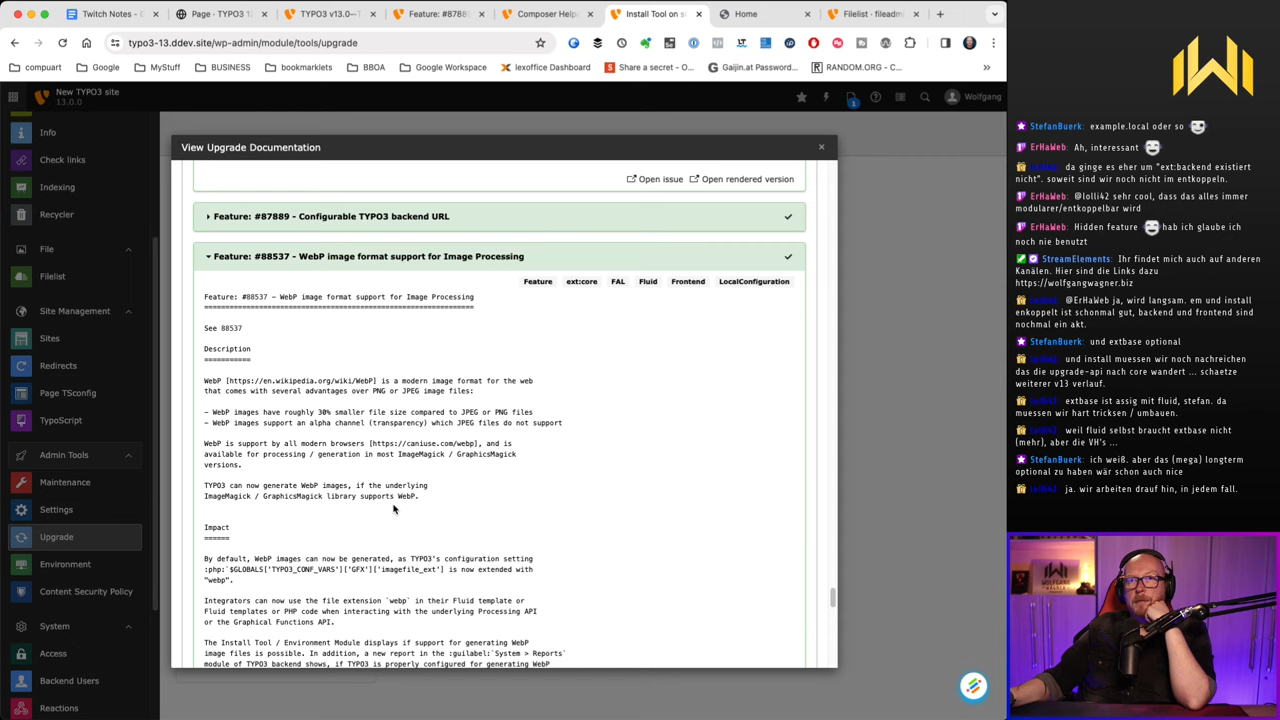 Twitch Notes - G
Page · TYPO3 1
TYPO3 v13.0—T
Feature: #8788
Composer Help
Install Tool on s
Home
Filelist · fileadmi
typo3-13.ddev.site/wp-admin/module/tools/upgrade
compuart
Google
MyStuff
BUSINESS
bookmarklets
BBOA
Google Workspace
lexoffice Dashboard
Share a secret - O...
Gaijin.at Password...
RANDOM.ORG - C...
New TYPO3 site
13.0.0
1
Wolfgang
Info
Check links
Indexing
Recycler
File
Filelist
Site Management
Sites
Redirects
Page TSconfig
TypoScript
Admin Tools
Maintenance
Settings
Upgrade
Environment
Content Security Policy
System
Access
Backend Users
Reactions
View Upgrade Documentation
Open issue
Open rendered version
Feature: #87889 - Configurable TYPO3 backend URL
Feature: #88537 - WebP image format support for Image Processing
Feature ext:core FAL Fluid Frontend LocalConfiguration
Feature: #88537 - WebP image format support for Image Processing
================================================================
See 88537
Description
===========
WebP [https://en.wikipedia.org/wiki/WebP] is a modern image format for the web
that comes with several advantages over PNG or JPEG image files:
- WebP images have roughly 30% smaller file size compared to JPEG or PNG files
- WebP images support an alpha channel (transparency) which JPEG files do not support
WebP is support by all modern browsers [https://caniuse.com/webp], and is
available for processing / generation in most ImageMagick / GraphicsMagick
versions.
TYPO3 can now generate WebP images, if the underlying
ImageMagick / GraphicsMagick library supports WebP.
Impact
======
By default, WebP images can now be generated, as TYPO3's configuration setting
:php:`$GLOBALS['TYPO3_CONF_VARS']['GFX']['imagefile_ext'] is now extended with
"webp".
Integrators can now use the file extension `webp` in their Fluid template or
Fluid templates or PHP code when interacting with the underlying Processing API
or the Graphical Functions API.
The Install Tool / Environment Module displays if support for generating WebP
image files is possible. In addition, a new report in the :guilabel:`System > Reports`
module of TYPO3 backend shows, if TYPO3 is properly configured for generating WebP
StefanBuerk: example.local oder so
ErHaWeb: Ah, interessant
da ginge es eher um "ext:backend existiert
nicht". soweit sind wir noch nicht im entkoppeln.
ErHaWeb: @lolli42 sehr cool, dass das alles immer
modularer/entkoppelbar wird
ErHaWeb: Hidden feature hab ich glaube ich
noch nie benutzt
StreamElements: Ihr findet mich auch auf anderen
Kanälen. Hier sind die Links dazu
https://wolfgangwagner.biz
@ErHaWeb ja, wird langsam. em und install
enkoppelt ist schonmal gut, backend und frontend sind
nochmal ein akt.
StefanBuerk: und extbase optional
und install muessen wir noch nachreichen
das die upgrade-api nach core wandert ... schaetze
weiterer v13 verlauf.
extbase ist assig mit fluid, stefan. da
muessen wir hart tricksen / umbauen.
weil fluid selbst braucht extbase nicht
(mehr), aber die VH's ...
StefanBuerk: ich weiß. aber das (mega) longterm
optional zu haben wär schon auch nice
ja. wir arbeiten drauf hin, in jedem fall.